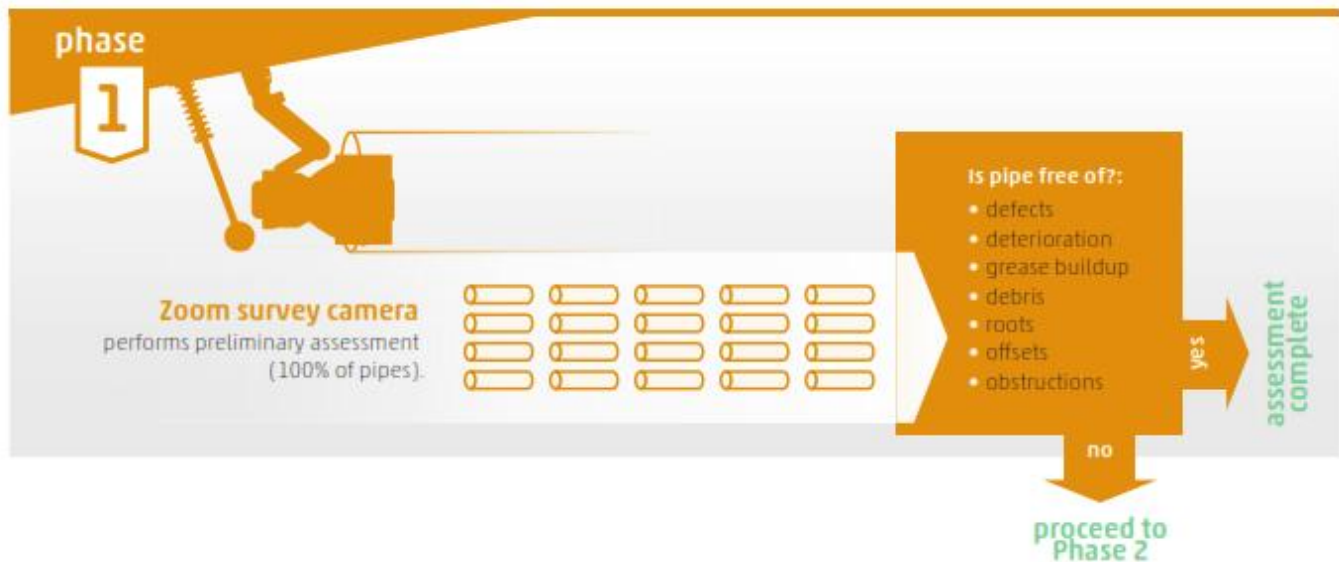 phase
1
Zoom survey camera
performs preliminary assessment
(100% of pipes).
Is pipe free of?:
• defects
• deterioration
• grease buildup
• debris
• roots
• offsets
• obstructions
yes
assessment
complete
no
proceed to
Phase 2